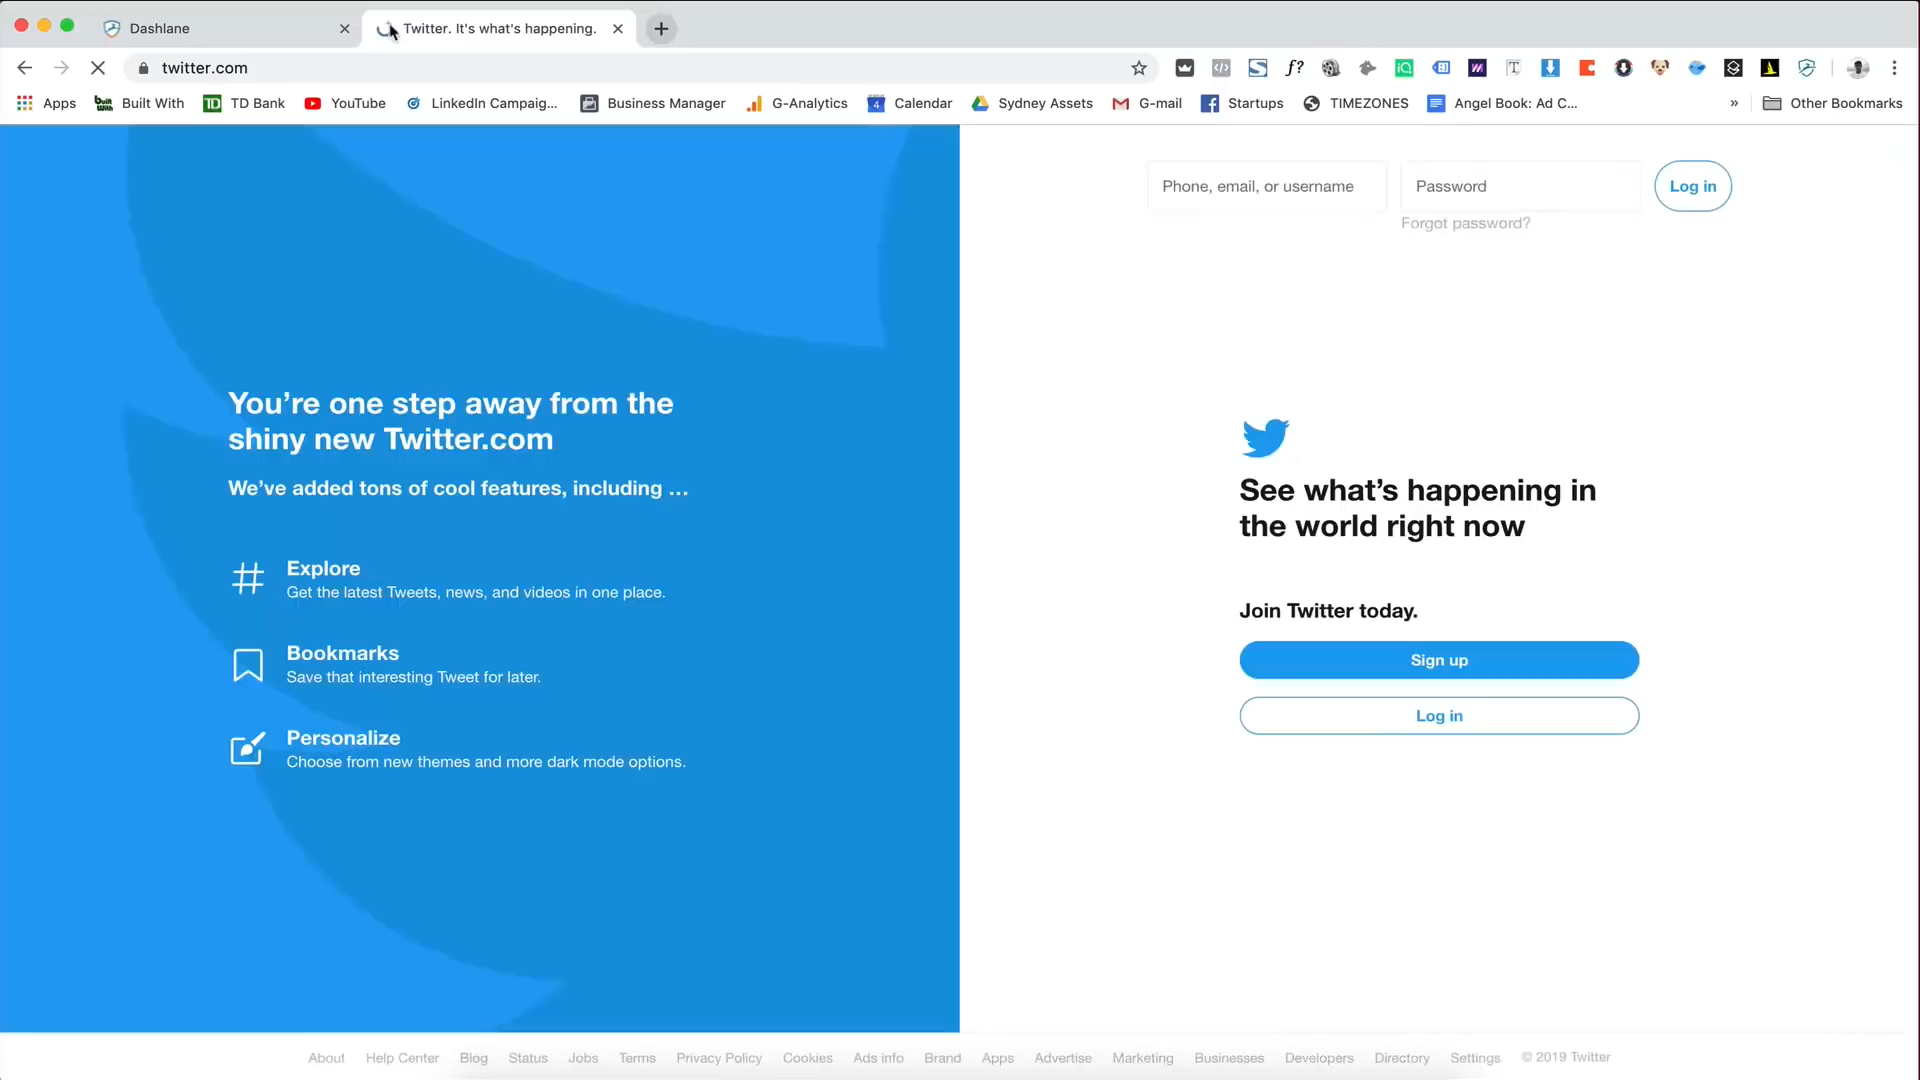 Dashlane
Twitter. It's what's happening.
twitter.com
f?
Apps
Built With
TD Bank
YouTube
LinkedIn Campaig...
Business Manager
G-Analytics
4
Calendar
Sydney Assets
G-mail
Startups
TIMEZONES
Angel Book: Ad C...
»
Other Bookmarks
Phone, email, or username
Password
Log in
Forgot password?
You’re one step away from the
shiny new Twitter.com
We’ve added tons of cool features, including …
Explore
Get the latest Tweets, news, and videos in one place.
Bookmarks
Save that interesting Tweet for later.
Personalize
Choose from new themes and more dark mode options.
See what’s happening in
the world right now
Join Twitter today.
Sign up
Log in
About Help Center Blog Status Jobs Terms Privacy Policy Cookies Ads info Brand Apps Advertise Marketing Businesses Developers Directory Settings © 2019 Twitter